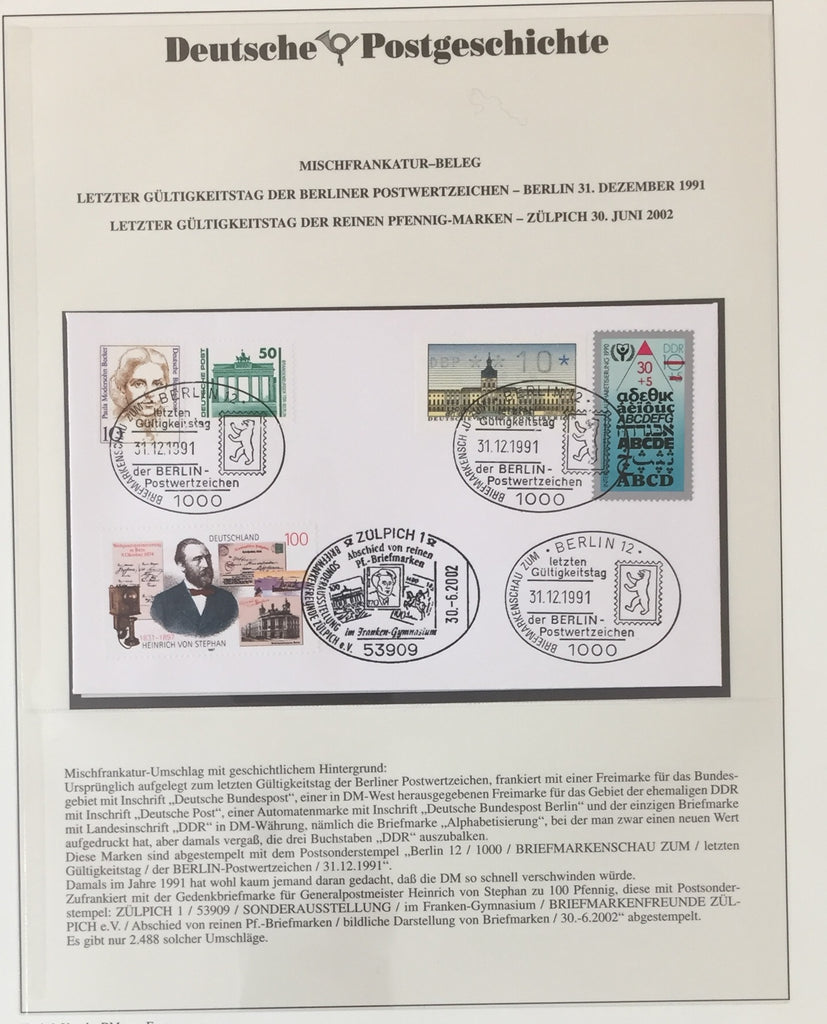 Deutsche Postgeschichte
MISCHFRANKATUR–BELEG
LETZTER GÜLTIGKEITSTAG DER BERLINER POSTWERTZEICHEN – BERLIN 31. DEZEMBER 1991
LETZTER GÜLTIGKEITSTAG DER REINEN PFENNIG-MARKEN – ZÜLPICH 30. JUNI 2002
Paula Modersohn-Becker
Deutsche
10
DEUTSCHE POST
50
BRIEFMARKENSCHAU ZUM
BERLIN 12
letzten
Gültigkeitstag
31.12.1991
der BERLIN-
Postwertzeichen
1000
DBP
10*
BERLIN 12
letzten
Gültigkeitstag
31.12.1991
der BERLIN-
Postwertzeichen
1000
DDR
10
30
+5
αδεθικ
áëîöūç
ABCDEFG
ABCDE
ABCD
DEUTSCHLAND
100
1831–1897
HEINRICH VON STEPHAN
ZÜLPICH 1
Abschied von reinen
Pf.-Briefmarken
SONDERAUSSTELLUNG
BRIEFMARKENFREUNDE ZÜLPICH e.V.
30.-6.2002
im Franken-Gymnasium
53909
BRIEFMARKENSCHAU ZUM
· BERLIN 12 ·
letzten
Gültigkeitstag
31.12.1991
der BERLIN-
Postwertzeichen
1000
Mischfrankatur-Umschlag mit geschichtlichem Hintergrund:
Ursprünglich aufgelegt zum letzten Gültigkeitstag der Berliner Postwertzeichen, frankiert mit einer Freimarke für das Bundes-
gebiet mit Inschrift „Deutsche Bundespost“, einer in DM-West herausgegebenen Freimarke für das Gebiet der ehemaligen DDR
mit Inschrift „Deutsche Post“, einer Automatenmarke mit Inschrift „Deutsche Bundespost Berlin“ und der einzigen Briefmarke
mit Landesinschrift „DDR“ in DM-Währung, nämlich die Briefmarke „Alphabetisierung“, bei der man zwar einen neuen Wert
aufgedruckt hat, aber damals vergaß, die drei Buchstaben „DDR“ auszubalken.
Diese Marken sind abgestempelt mit dem Postsonderstempel „Berlin 12 / 1000 / BRIEFMARKENSCHAU ZUM / letzten
Gültigkeitstag / der BERLIN-Postwertzeichen / 31.12.1991“.
Damals im Jahre 1991 hat wohl kaum jemand daran gedacht, daß die DM so schnell verschwinden würde.
Zufrankiert mit der Gedenkbriefmarke für Generalpostmeister Heinrich von Stephan zu 100 Pfennig, diese mit Postsonder-
stempel: ZÜLPICH 1 / 53909 / SONDERAUSSTELLUNG / im Franken-Gymnasium / BRIEFMARKENFREUNDE ZÜL-
PICH e.V. / Abschied von reinen Pf.-Briefmarken / bildliche Darstellung von Briefmarken / 30.-6.2002“ abgestempelt.
Es gibt nur 2.488 solcher Umschläge.